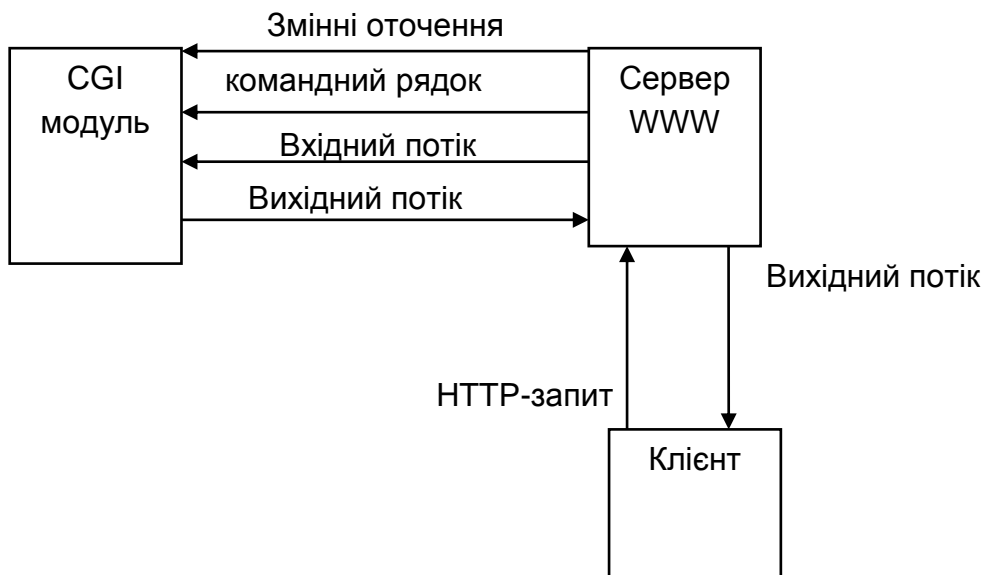 Змінні оточення
CGI
модуль
командний рядок
Сервер
WWW
Вхідний потік
Вихідний потік
Вихідний потік
HTTP-запит
Клієнт